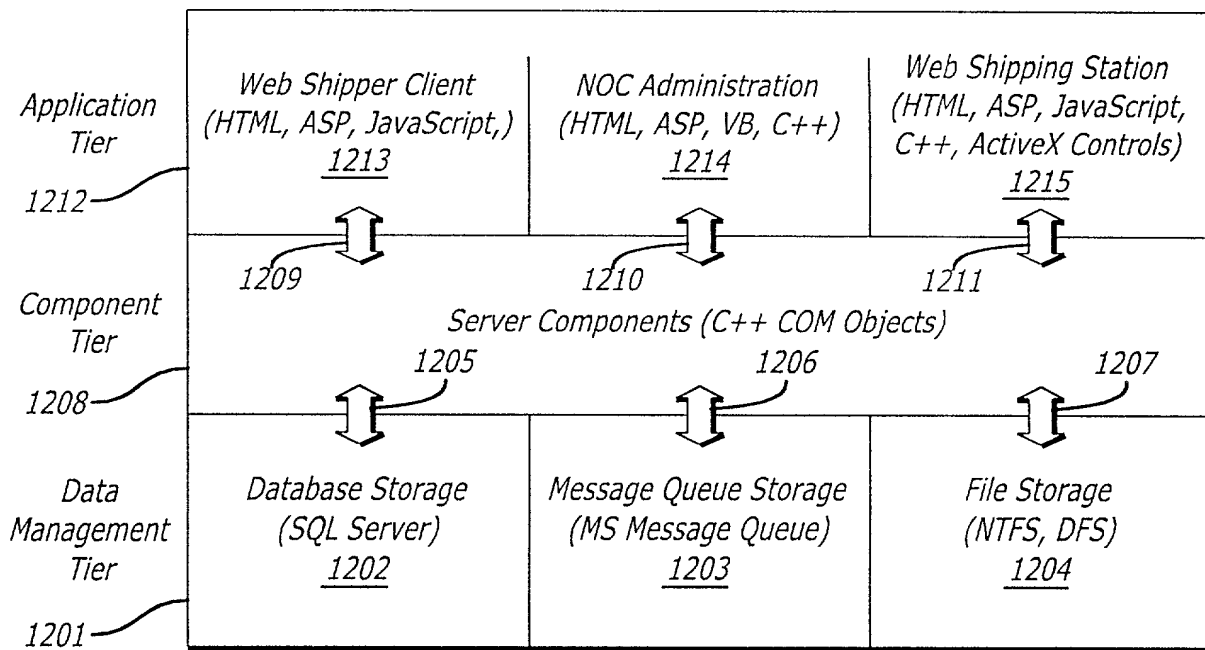 Application
Tier
1212
Web Shipper Client
(HTML, ASP, JavaScript,)
1213
NOC Administration
(HTML, ASP, VB, C++)
1214
Web Shipping Station
(HTML, ASP, JavaScript,
C++, ActiveX Controls)
1215
1209
1210
1211
Component
Tier
1208
Server Components (C++ COM Objects)
1205
1206
1207
Data
Management
Tier
1201
Database Storage
(SQL Server)
1202
Message Queue Storage
(MS Message Queue)
1203
File Storage
(NTFS, DFS)
1204